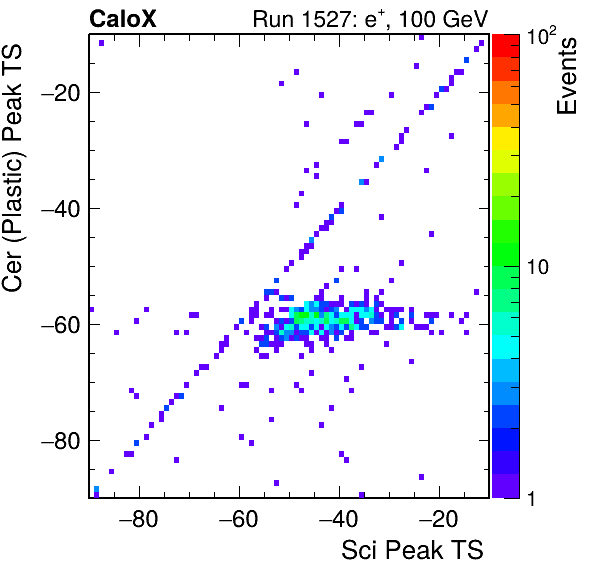 CaloX Run 1527: e⁺, 100 GeV
Cer (Plastic) Peak TS
−20
−40
−60
−80
−80 −60 −40 −20
Sci Peak TS
10²
10
1
Events